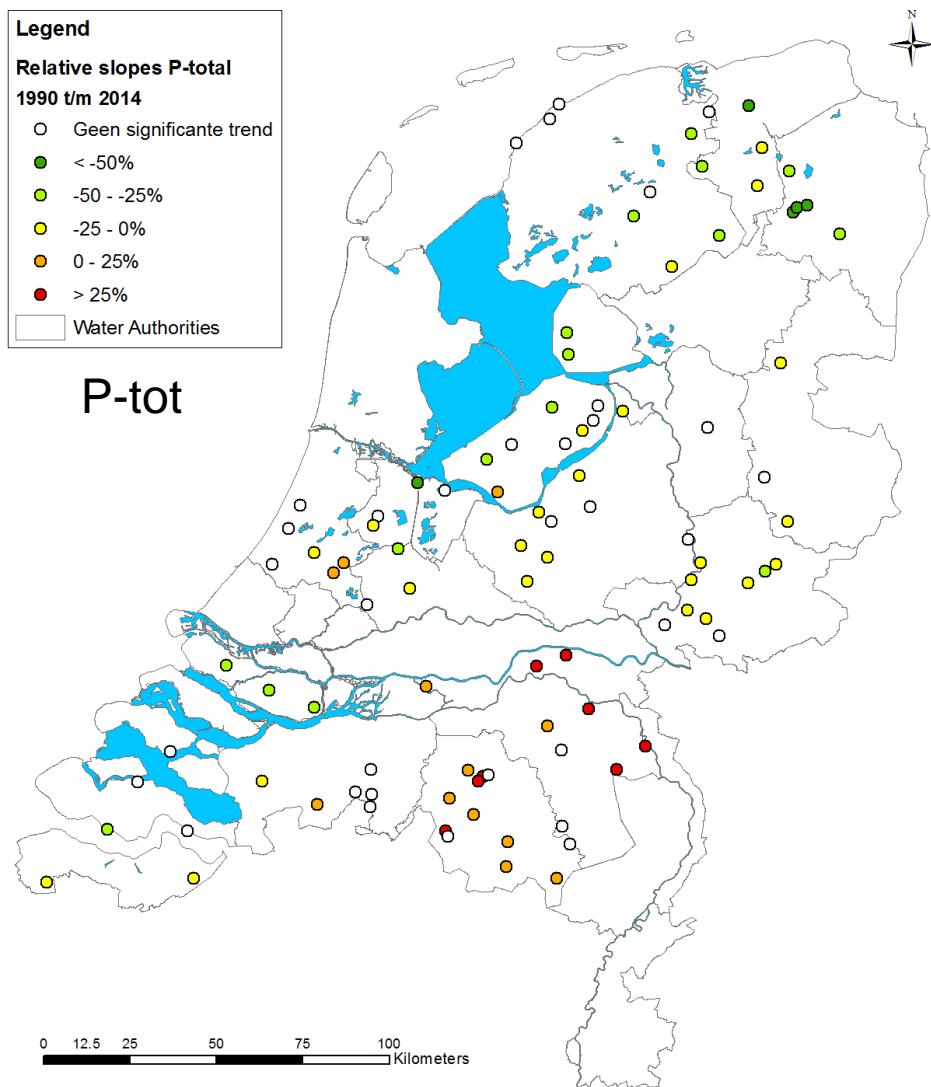 Legend
N
Relative slopes P-total
1990 t/m 2014
Geen significante trend
< -50%
-50 - -25%
-25 - 0%
0 - 25%
> 25%
Water Authorities
P-tot
0 12.5 25 50 75 100
Kilometers